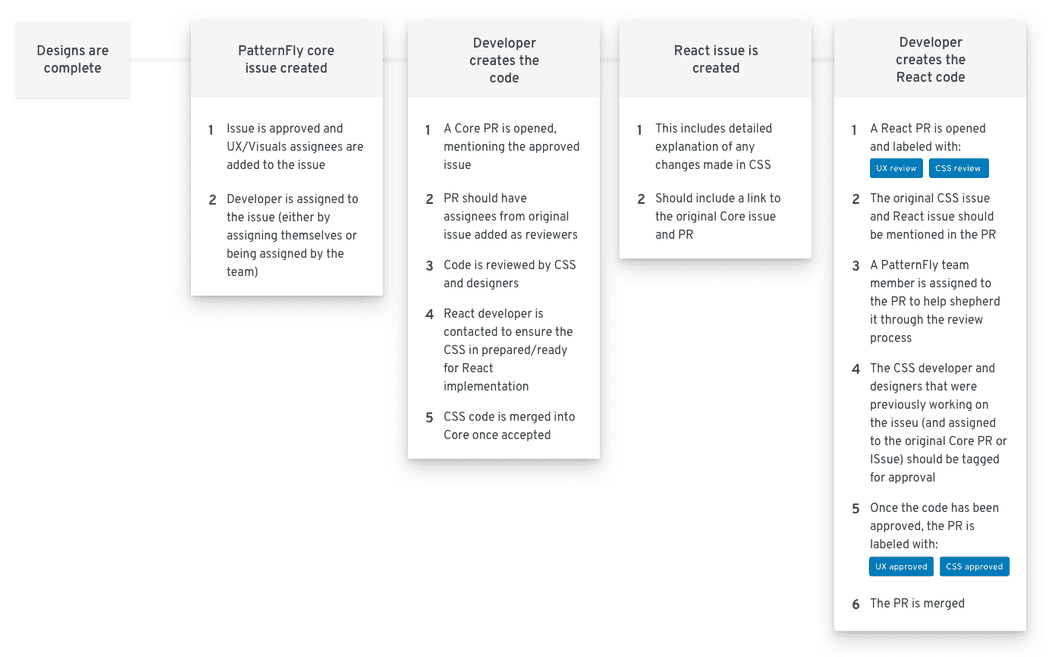 Designs are
complete
PatternFly core
issue created
1 Issue is approved and
UX/Visuals assignees are
added to the issue
2 Developer is assigned to
the issue (either by
assigning themselves or
being assigned by the
team)
Developer
creates the
code
1 A Core PR is opened,
mentioning the approved
issue
2 PR should have
assignees from original
issue added as reviewers
3 Code is reviewed by CSS
and designers
4 React developer is
contacted to ensure the
CSS in prepared/ready
for React
implementation
5 CSS code is merged into
Core once accepted
React issue is
created
1 This includes detailed
explanation of any
changes made in CSS
2 Should include a link to
the original Core issue
and PR
Developer
creates the
React code
1 A React PR is opened
and labeled with:
UX review CSS review
2 The original CSS issue
and React issue should
be mentioned in the PR
3 A PatternFly team
member is assigned to
the PR to help shepherd
it through the review
process
4 The CSS developer and
designers that were
previously working on
the isseu (and assigned
to the original Core PR or
ISsue) should be tagged
for approval
5 Once the code has been
approved, the PR is
labeled with:
UX approved CSS approved
6 The PR is merged